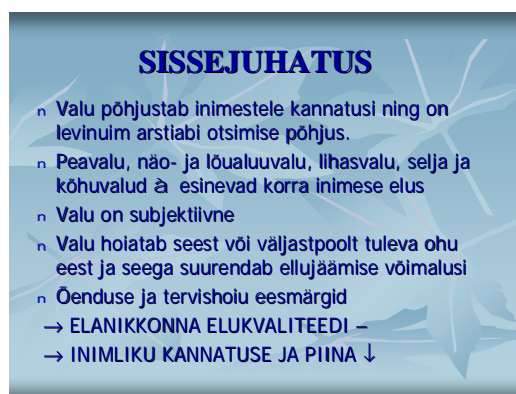 SISSEJUHATUS
n Valu põhjustab inimestele kannatusi ning on
levinuim arstiabi otsimise põhjus.
n Peavalu, näo- ja lõualuuvalu, lihasvalu, selja ja
kõhuvalud à esinevad korra inimese elus
n Valu on subjektiivne
n Valu hoiatab seest või väljastpoolt tuleva ohu
eest ja seega suurendab ellujäämise võimalusi
n Õenduse ja tervishoiu eesmärgid
→ ELANIKKONNA ELUKVALITEEDI –
→ INIMLIKU KANNATUSE JA PIINA ↓